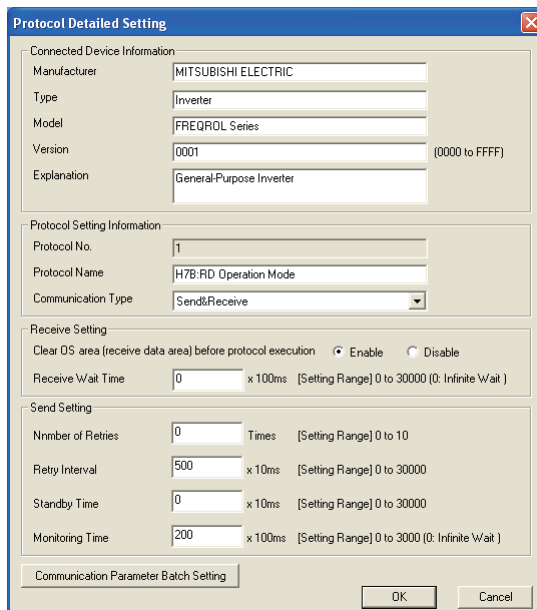 Protocol Detailed Setting
Connected Device Information
Manufacturer MITSUBISHI ELECTRIC
Type Inverter
Model FREQROL Series
Version 0001 (0000 to FFFF)
Explanation General-Purpose Inverter
Protocol Setting Information
Protocol No. 1
Protocol Name H7B:RD Operation Mode
Communication Type Send&Receive
Receive Setting
Clear OS area (receive data area) before protocol execution Enable Disable
Receive Wait Time 0 x 100ms [Setting Range] 0 to 30000 (0: Infinite Wait )
Send Setting
Nnmber of Retries 0 Times [Setting Range] 0 to 10
Retry Interval 500 x 10ms [Setting Range] 0 to 30000
Standby Time 0 x 10ms [Setting Range] 0 to 30000
Monitoring Time 200 x 100ms [Setting Range] 0 to 3000 (0: Infinite Wait )
Communication Parameter Batch Setting
OK Cancel